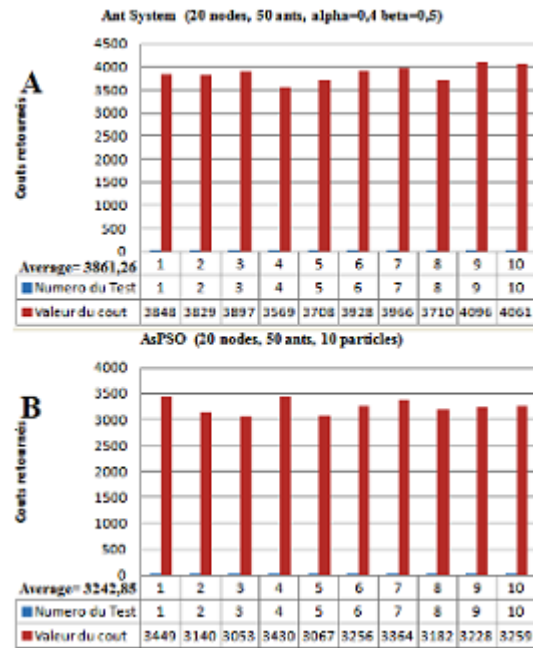 Ant System (20 nodes, 50 ants, alpha=0,4 beta=0,5)
A
Couts retournés
4500
4000
3500
3000
2500
2000
1500
1000
500
0
Average= 3861,26
1 2 3 4 5 6 7 8 9 10
Numero du Test 1 2 3 4 5 6 7 8 9 10
Valeur du cout 3848 3829 3897 3569 3708 3928 3966 3710 4096 4061
AsPSO (20 nodes, 50 ants, 10 particles)
B
Couts retournés
4000
3500
3000
2500
2000
1500
1000
500
0
Average= 3242,85
1 2 3 4 5 6 7 8 9 10
Numero du Test 1 2 3 4 5 6 7 8 9 10
Valeur du cout 3449 3140 3053 3430 3067 3256 3364 3182 3228 3259